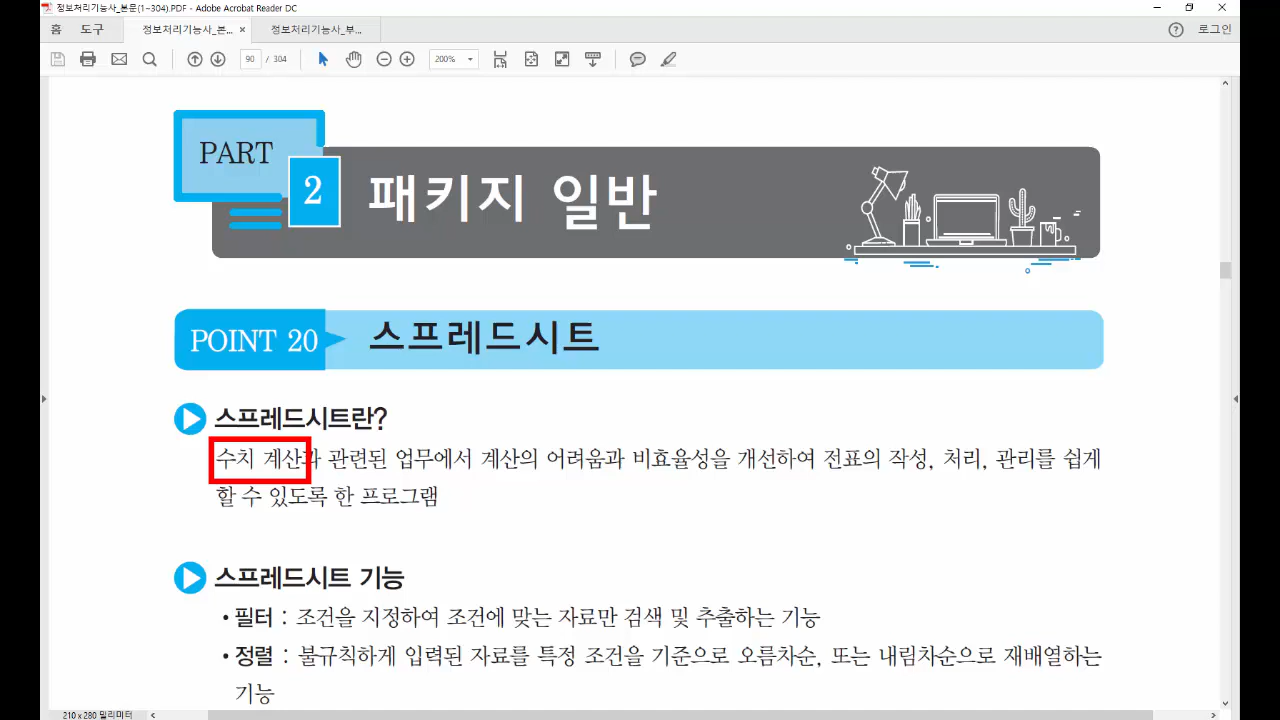 정보처리기능사_본문(1-304).PDF - Adobe Acrobat Reader DC
홈 도구 정보처리기능사_본... × 정보처리기능사_부... 로그인
90 / 304 200%
PART
2
패키지 일반
POINT 20
스프레드시트
스프레드시트란?
수치 계산과 관련된 업무에서 계산의 어려움과 비효율성을 개선하여 전표의 작성, 처리, 관리를 쉽게
할 수 있도록 한 프로그램
스프레드시트 기능
• 필터 : 조건을 지정하여 조건에 맞는 자료만 검색 및 추출하는 기능
• 정렬 : 불규칙하게 입력된 자료를 특정 조건을 기준으로 오름차순, 또는 내림차순으로 재배열하는
기능
210 x 280 밀리미터